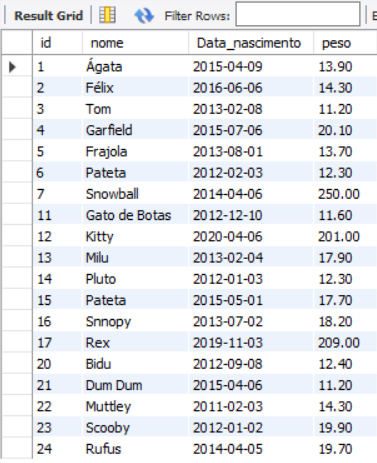 Result Grid Filter Rows:
id nome Data_nascimento peso
1 Ágata 2015-04-09 13.90
2 Félix 2016-06-06 14.30
3 Tom 2013-02-08 11.20
4 Garfield 2015-07-06 20.10
5 Frajola 2013-08-01 13.70
6 Pateta 2012-02-03 12.30
7 Snowball 2014-04-06 250.00
11 Gato de Botas 2012-12-10 11.60
12 Kitty 2020-04-06 201.00
13 Milu 2013-02-04 17.90
14 Pluto 2012-01-03 12.30
15 Pateta 2015-05-01 17.70
16 Snnopy 2013-07-02 18.20
17 Rex 2019-11-03 209.00
20 Bidu 2012-09-08 12.40
21 Dum Dum 2015-04-06 11.20
22 Muttley 2011-02-03 14.30
23 Scooby 2012-01-02 19.90
24 Rufus 2014-04-05 19.70